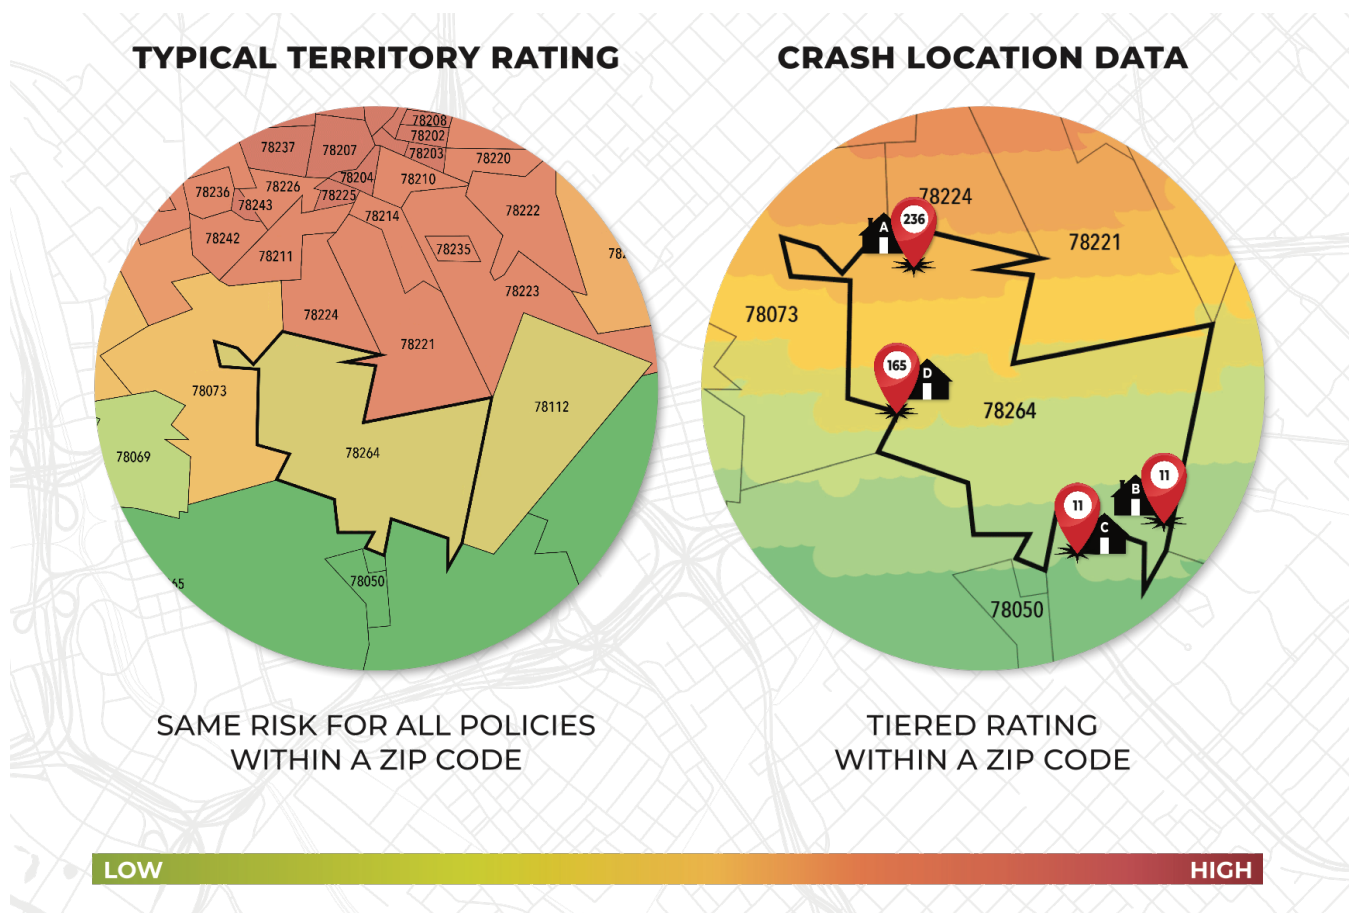 TYPICAL TERRITORY RATING
78208
78202
78237
78207
78203
78220
78204
78210
78236
78226
78225
78243
78222
78214
78242
78235
78211
78223
78224
78221
78073
78112
78264
78069
78050
65
CRASH LOCATION DATA
78224
236
A
78221
78073
165
D
78264
11
B
11
C
78050
SAME RISK FOR ALL POLICIES
WITHIN A ZIP CODE
TIERED RATING
WITHIN A ZIP CODE
LOW
HIGH